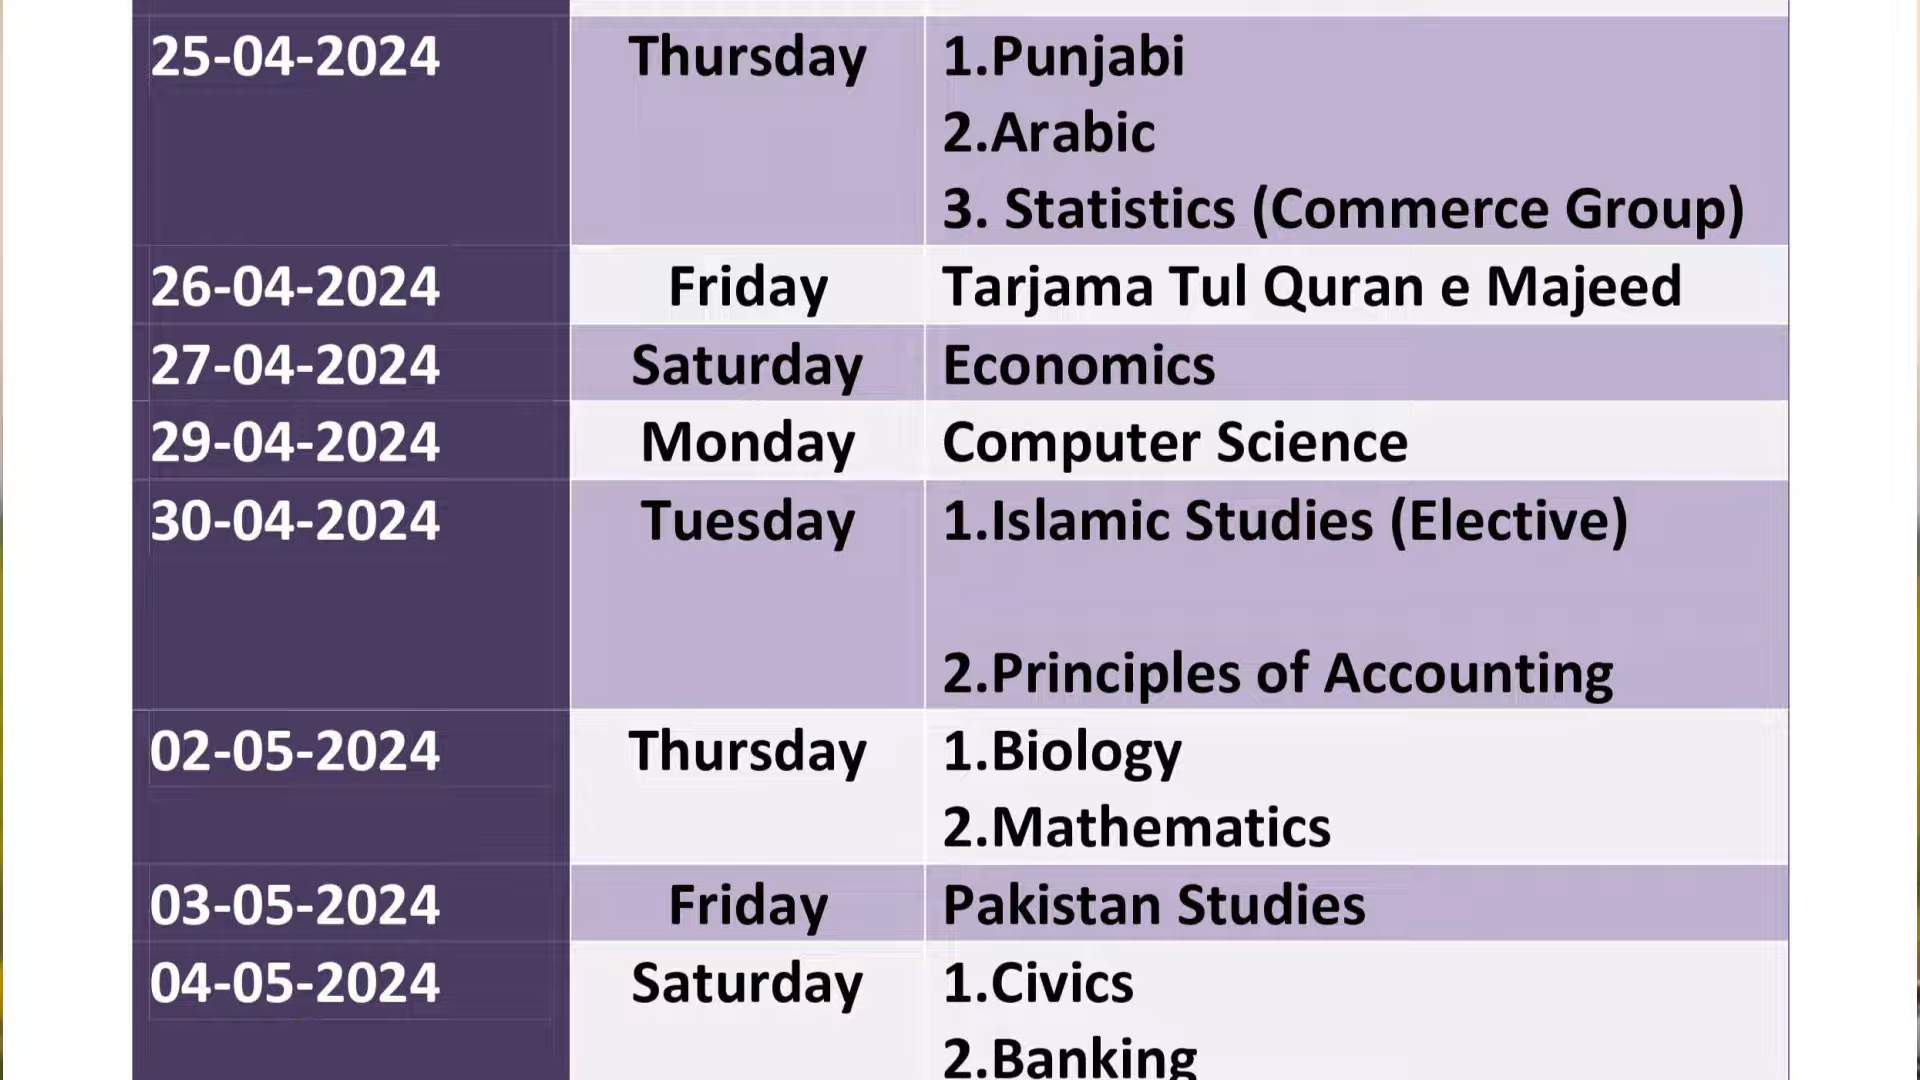 25-04-2024 Thursday 1.Punjabi
2.Arabic
3. Statistics (Commerce Group)
26-04-2024 Friday Tarjama Tul Quran e Majeed
27-04-2024 Saturday Economics
29-04-2024 Monday Computer Science
30-04-2024 Tuesday 1.Islamic Studies (Elective)
2.Principles of Accounting
02-05-2024 Thursday 1.Biology
2.Mathematics
03-05-2024 Friday Pakistan Studies
04-05-2024 Saturday 1.Civics
2.Banking